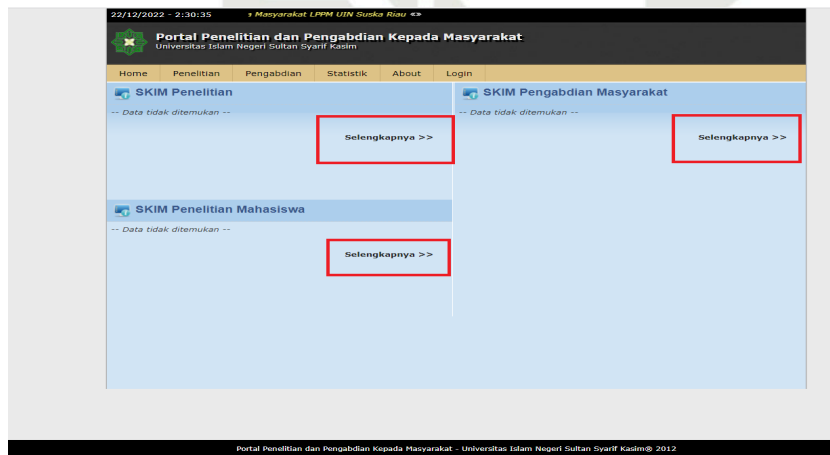 22/12/2022 - 2:30:35 Masyarakat LPPM UIN Suska Riau «»
Portal Penelitian dan Pengabdian Kepada Masyarakat
Universitas Islam Negeri Sultan Syarif Kasim
Home Penelitian Pengabdian Statistik About Login
SKIM Penelitian
-- Data tidak ditemukan --
Selengkapnya >>
SKIM Pengabdian Masyarakat
-- Data tidak ditemukan --
Selengkapnya >>
SKIM Penelitian Mahasiswa
-- Data tidak ditemukan --
Selengkapnya >>
Portal Penelitian dan Pengabdian Kepada Masyarakat - Universitas Islam Negeri Sultan Syarif Kasim® 2012